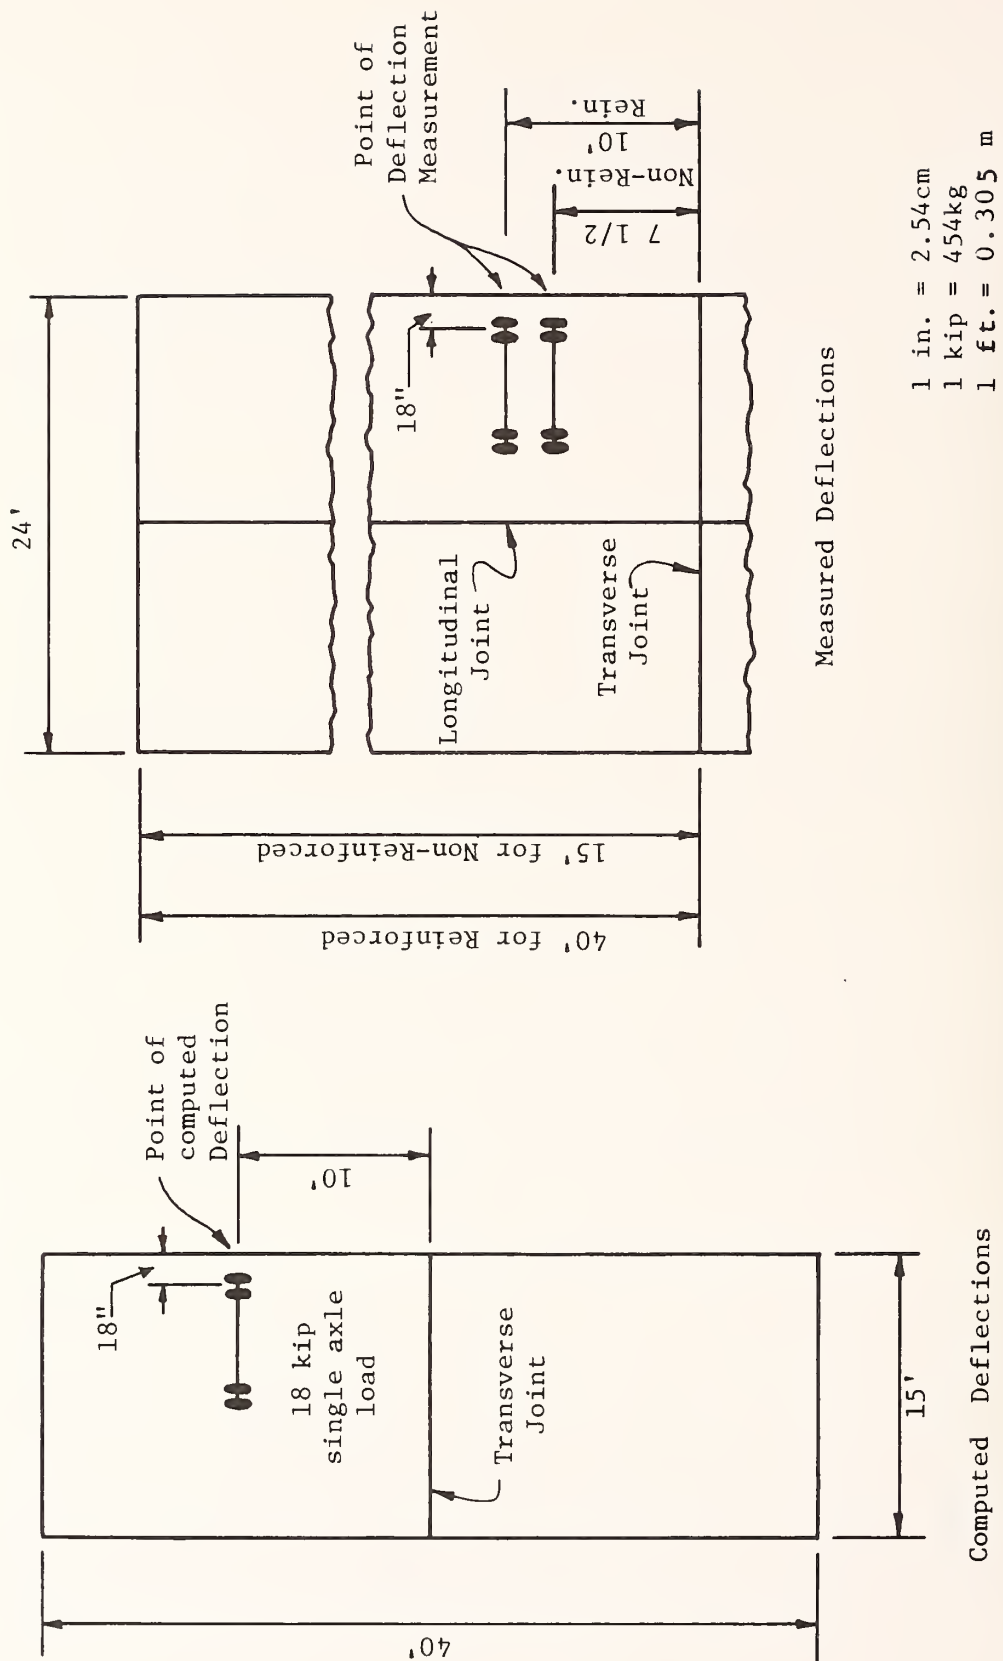 24'
Point of
Deflection
Measurement
18"
Rein.
10'
Non-Rein.
7 1/2
Longitudinal
Joint
Transverse
Joint
15' for Non-Reinforced
40' for Reinforced
Measured Deflections
1 in. = 2.54cm
1 kip = 454kg
1 ft. = 0.305 m
Point of
computed
Deflection
18"
10'
18 kip
single axle
load
Transverse
Joint
15'
40'
Computed Deflections